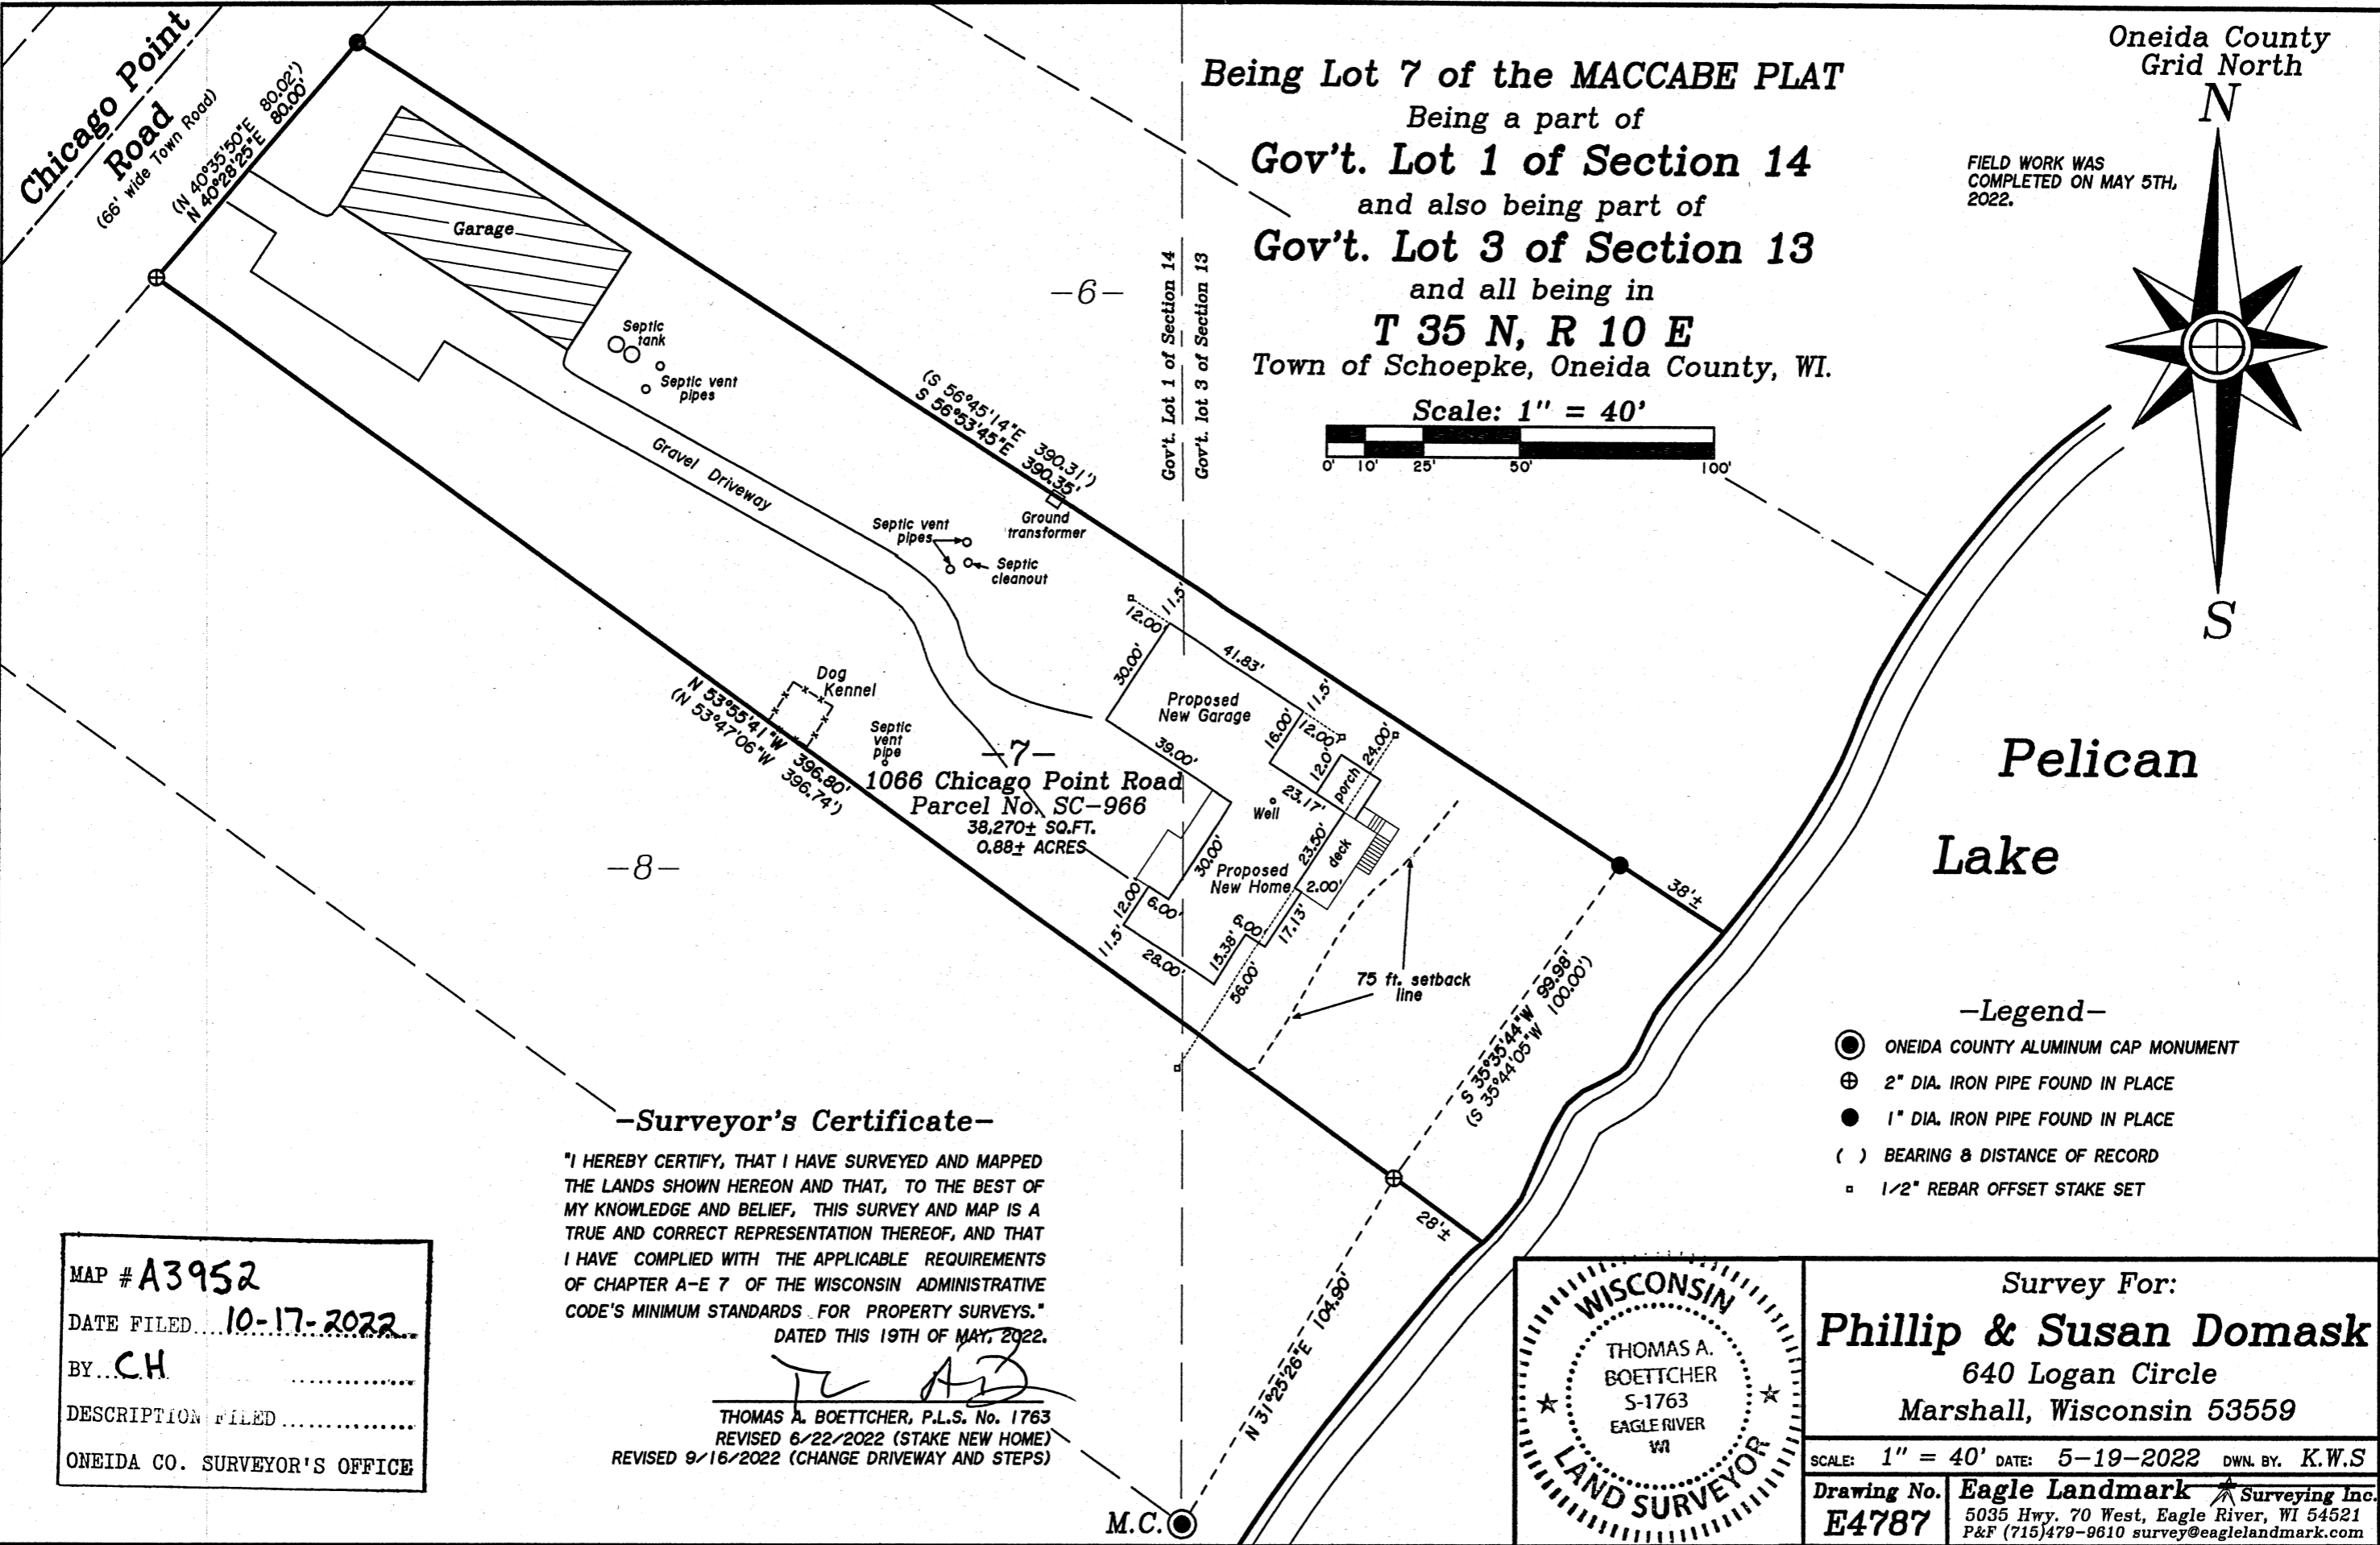 Chicago Point
Road
(66' wide Town Road)
(N 40°35'50"E 80.02')
N 40°28'25"E 80.00'
Garage
Septic
tank
Septic vent
pipes
Gravel Driveway
(S 56°45'14"E 390.31')
S 56°53'45"E 390.35'
-6-
Gov't. Lot 1 of Section 14
Gov't. lot 3 of Section 13
Being Lot 7 of the MACCABE PLAT
Being a part of
Gov't. Lot 1 of Section 14
and also being part of
Gov't. Lot 3 of Section 13
and all being in
T 35 N, R 10 E
Town of Schoepke, Oneida County, WI.
Scale: 1" = 40'
0' 10' 25' 50' 100'
Oneida County
Grid North
N
FIELD WORK WAS
COMPLETED ON MAY 5TH,
2022.
S
Septic vent
pipes
Ground
transformer
Septic
cleanout
12.00'
11.5'
30.00'
41.83'
11.5'
Proposed
New Garage
16.00'
12.00'
24.00'
39.00'
12.0'
porch
23.17'
Well
23.50'
deck
Dog
Kennel
N 53°55'41"W 396.80'
(N 53°47'06"W 396.74')
Septic
vent
pipe
-7-
1066 Chicago Point Road
Parcel No. SC-966
38,270± SQ.FT.
0.88± ACRES
30.00'
Proposed
New Home
2.00'
12.00'
6.00'
11.5'
28.00'
15.38'
6.00'
17.13'
56.00'
75 ft. setback
line
-8-
38'±
S 35°35'44"W 99.98'
(S 35°44'05"W 100.00')
28'±
N 31°25'26"E 104.90'
M.C.
Pelican
Lake
-Legend-
ONEIDA COUNTY ALUMINUM CAP MONUMENT
2" DIA. IRON PIPE FOUND IN PLACE
1" DIA. IRON PIPE FOUND IN PLACE
( ) BEARING & DISTANCE OF RECORD
1/2" REBAR OFFSET STAKE SET
-Surveyor's Certificate-
"I HEREBY CERTIFY, THAT I HAVE SURVEYED AND MAPPED
THE LANDS SHOWN HEREON AND THAT, TO THE BEST OF
MY KNOWLEDGE AND BELIEF, THIS SURVEY AND MAP IS A
TRUE AND CORRECT REPRESENTATION THEREOF, AND THAT
I HAVE COMPLIED WITH THE APPLICABLE REQUIREMENTS
OF CHAPTER A-E 7 OF THE WISCONSIN ADMINISTRATIVE
CODE'S MINIMUM STANDARDS FOR PROPERTY SURVEYS."
DATED THIS 19TH OF MAY, 2022.
THOMAS A. BOETTCHER, P.L.S. No. 1763
REVISED 6/22/2022 (STAKE NEW HOME)
REVISED 9/16/2022 (CHANGE DRIVEWAY AND STEPS)
MAP # A3952
DATE FILED.... 10-17-2022
BY... CH ..............
DESCRIPTION FILED ..............
ONEIDA CO. SURVEYOR'S OFFICE
WISCONSIN
THOMAS A.
BOETTCHER
S-1763
EAGLE RIVER
WI
LAND SURVEYOR
Survey For:
Phillip & Susan Domask
640 Logan Circle
Marshall, Wisconsin 53559
SCALE: 1" = 40' DATE: 5-19-2022 DWN. BY. K.W.S
Drawing No.
E4787
Eagle Landmark Surveying Inc.
5035 Hwy. 70 West, Eagle River, WI 54521
P&F (715)479-9610 survey@eaglelandmark.com